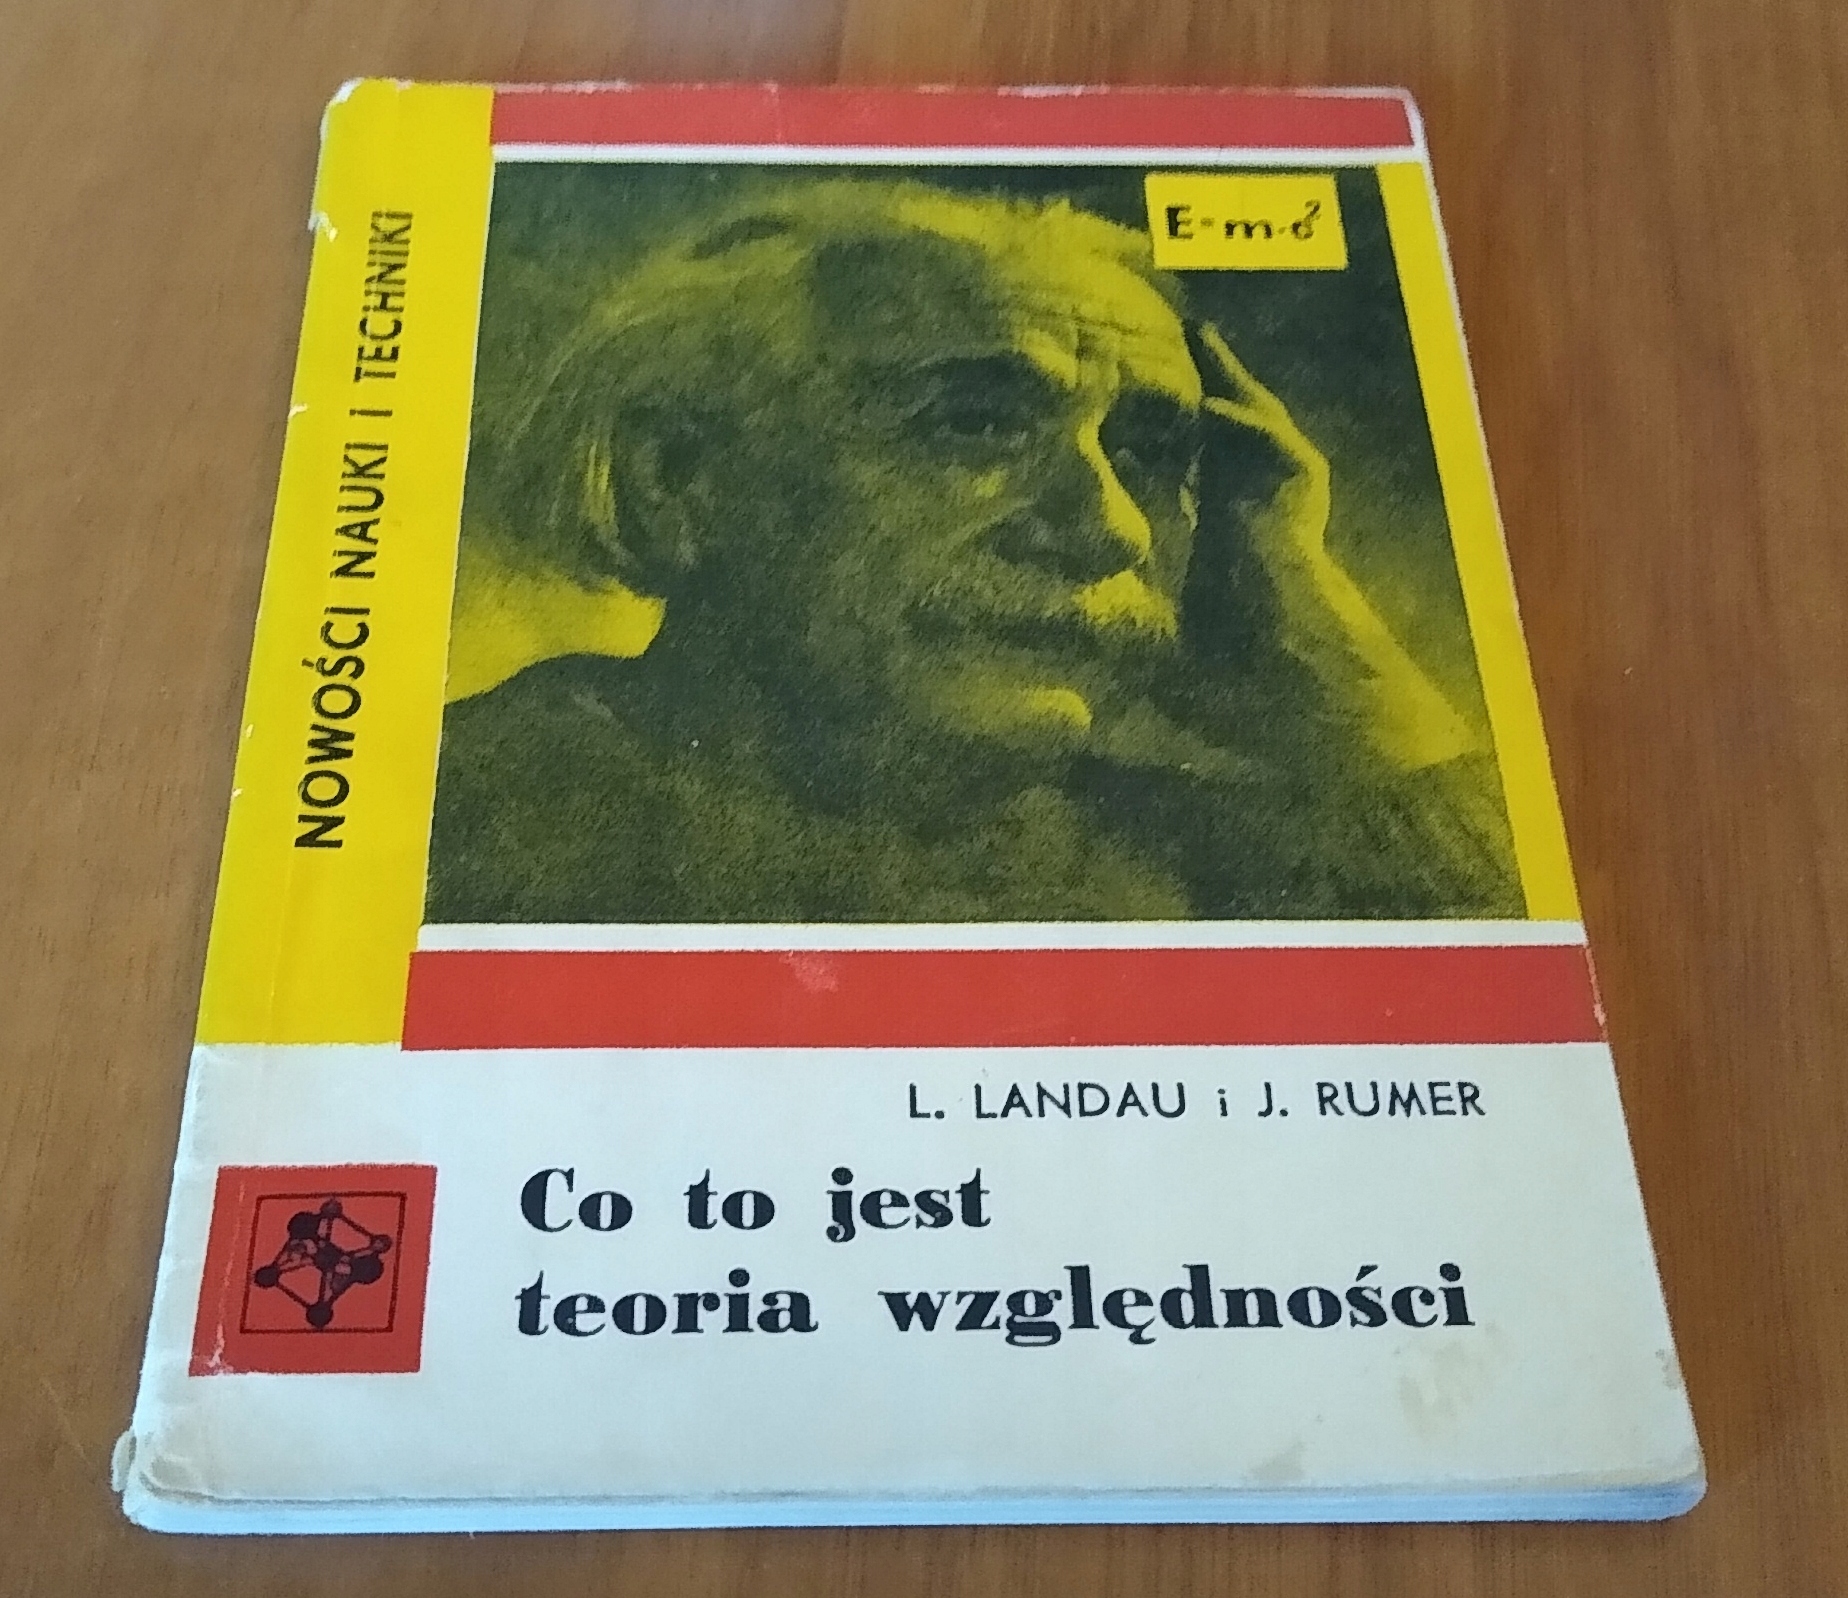 NOWOŚCI NAUKI I TECHNIKI
E=m·c²
L. LANDAU i J. RUMER
Co to jest
teoria względności